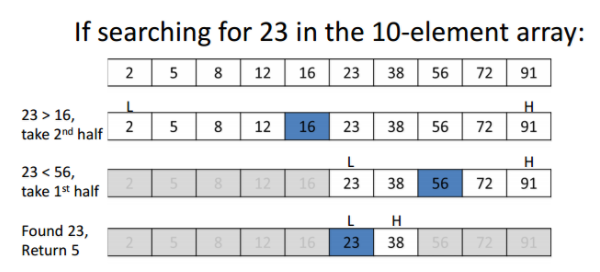 If searching for 23 in the 10-element array:
2 5 8 12 16 23 38 56 72 91
L H
23 > 16,
take 2nd half
2 5 8 12 16 23 38 56 72 91
L H
23 < 56,
take 1st half
2 5 8 12 16 23 38 56 72 91
L H
Found 23,
Return 5
2 5 8 12 16 23 38 56 72 91